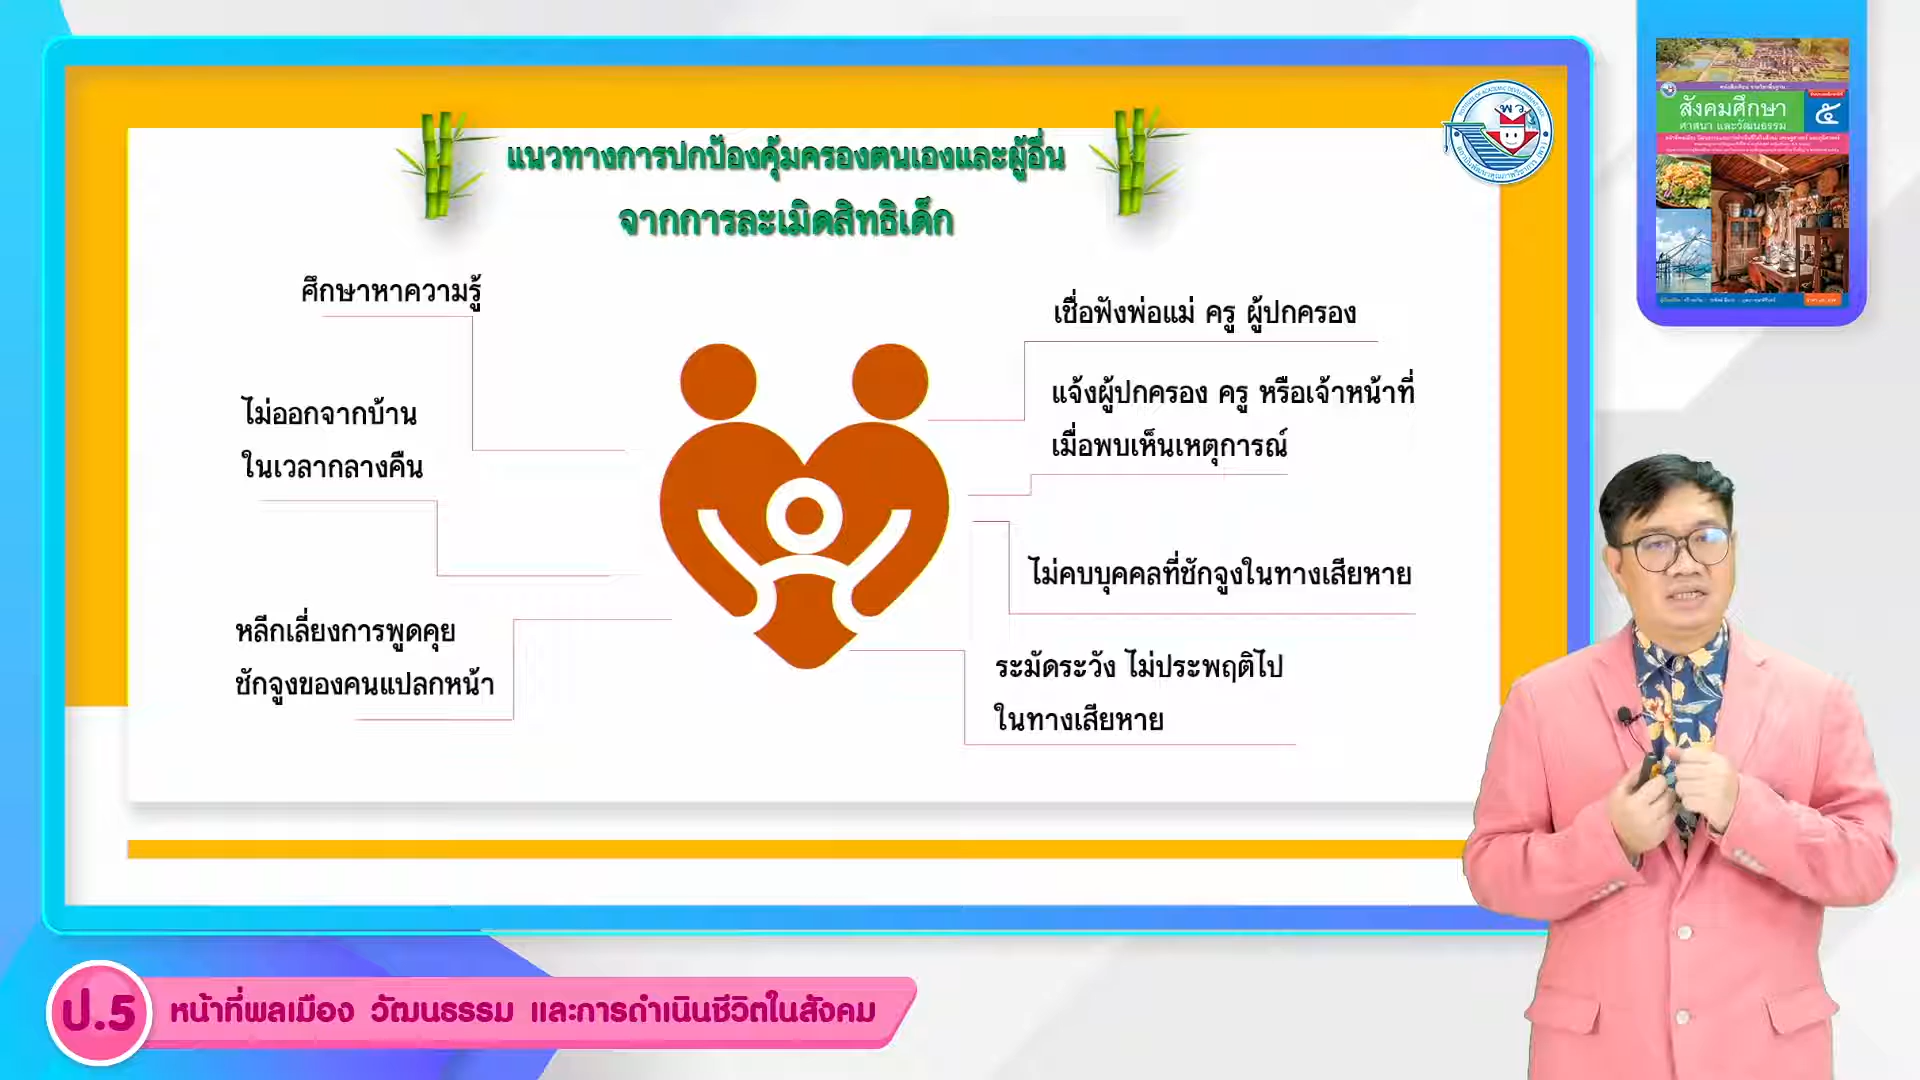 แนวทางการปกป้องคุ้มครองตนเองและผู้อื่น
จากการละเมิดสิทธิเด็ก
ศึกษาหาความรู้
ไม่ออกจากบ้าน
ในเวลากลางคืน
หลีกเลี่ยงการพูดคุย
ชักจูงของคนแปลกหน้า
เชื่อฟังพ่อแม่ ครู ผู้ปกครอง
แจ้งผู้ปกครอง ครู หรือเจ้าหน้าที่
เมื่อพบเห็นเหตุการณ์
ไม่คบบุคคลที่ชักจูงในทางเสียหาย
ระมัดระวัง ไม่ประพฤติไป
ในทางเสียหาย
พว
สังคมศึกษา
ศาสนา และวัฒนธรรม
๕
ป.5
หน้าที่พลเมือง วัฒนธรรม และการดำเนินชีวิตในสังคม